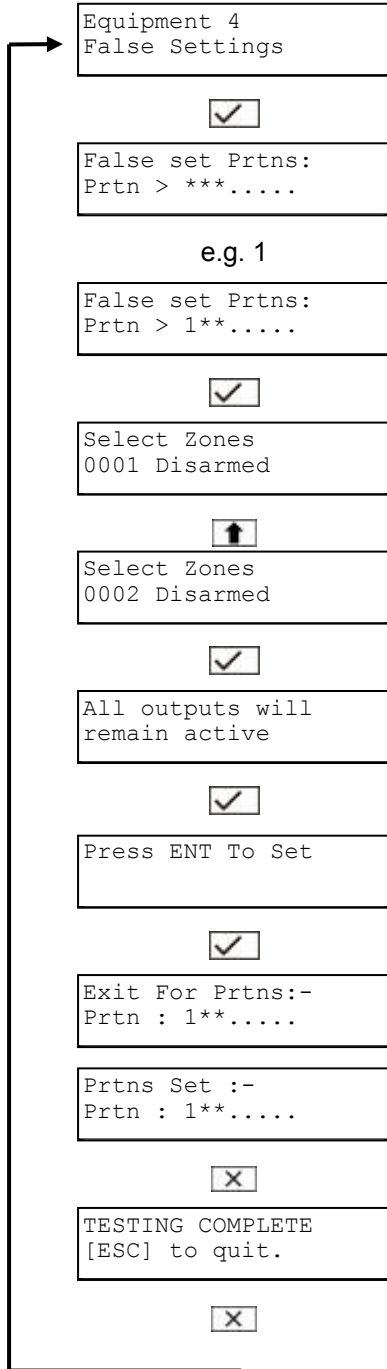 Equipment 4
False Settings
False set Prtns:
Prtn > ***.....
e.g. 1
False set Prtns:
Prtn > 1**.....
Select Zones
0001 Disarmed
Select Zones
0002 Disarmed
All outputs will
remain active
Press ENT To Set
Exit For Prtns:-
Prtn : 1**.....
Prtns Set :-
Prtn : 1**.....
TESTING COMPLETE
[ESC] to quit.